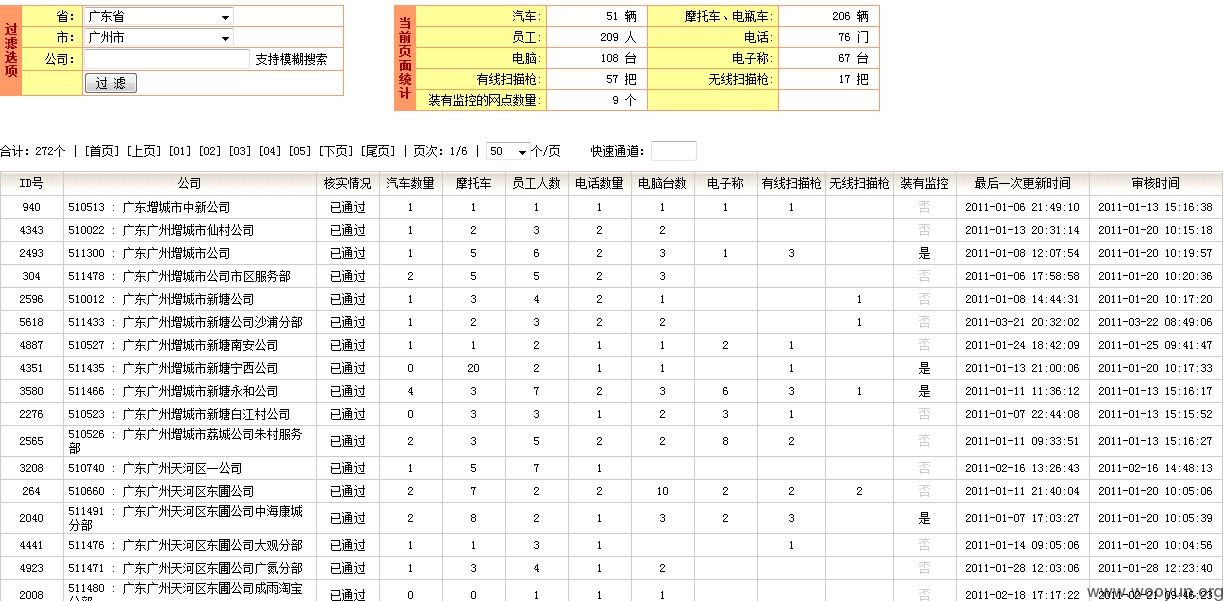 过滤选项
省: 广东省
市: 广州市
公司: 支持模糊搜索
过 滤
当前页面统计
汽车: 51 辆 摩托车、电瓶车: 206 辆
员工: 209 人 电话: 76 门
电脑: 108 台 电子称: 67 台
有线扫描枪: 57 把 无线扫描枪: 17 把
装有监控的网点数量: 9 个
合计: 272个 | [首页] [上页] [01] [02] [03] [04] [05] [下页] [尾页] | 页次: 1/6 | 50 个/页 快速通道:
ID号 公司 核实情况 汽车数量 摩托车 员工人数 电话数量 电脑台数 电子称 有线扫描枪 无线扫描枪 装有监控 最后一次更新时间 审核时间
940 510513 : 广东增城市中新公司 已通过 1 1 1 1 1 1 1 否 2011-01-06 21:49:10 2011-01-13 15:16:38
4343 510022 : 广东广州增城市仙村公司 已通过 1 2 3 2 2 否 2011-01-13 20:31:14 2011-01-20 10:15:18
2493 511300 : 广东广州增城市公司 已通过 1 5 6 2 3 1 3 是 2011-01-08 12:07:54 2011-01-20 10:19:57
304 511478 : 广东广州增城市公司市区服务部 已通过 2 5 5 2 3 否 2011-01-06 17:58:58 2011-01-20 10:20:36
2596 510012 : 广东广州增城市新塘公司 已通过 1 3 4 2 1 1 否 2011-01-08 14:44:31 2011-01-20 10:17:20
5618 511433 : 广东广州增城市新塘公司沙浦分部 已通过 1 2 3 2 2 1 否 2011-03-21 20:32:02 2011-03-22 08:49:06
4887 510527 : 广东广州增城市新塘南安公司 已通过 1 1 2 1 1 2 1 否 2011-01-24 18:42:09 2011-01-25 09:41:47
4351 511435 : 广东广州增城市新塘宁西公司 已通过 0 20 2 1 1 1 是 2011-01-13 21:00:06 2011-01-20 10:17:33
3580 511466 : 广东广州增城市新塘永和公司 已通过 4 3 7 2 3 6 3 1 是 2011-01-11 11:36:12 2011-01-13 15:16:17
2276 510523 : 广东广州增城市新塘白江村公司 已通过 0 3 3 1 2 3 1 否 2011-01-07 22:44:08 2011-01-13 15:15:52
2565 510526 : 广东广州增城市荔城公司朱村服务 已通过 2 3 5 2 2 8 2 否 2011-01-11 09:33:51 2011-01-13 15:16:27
部
3208 510740 : 广东广州天河区一公司 已通过 1 5 7 1 否 2011-02-16 13:26:43 2011-02-16 14:48:13
264 510660 : 广东广州天河区东圃公司 已通过 2 7 2 2 10 2 2 2 否 2011-01-11 21:40:04 2011-01-20 10:05:06
2040 511491 : 广东广州天河区东圃公司中海康城 已通过 2 8 2 1 3 2 3 是 2011-01-07 17:03:27 2011-01-20 10:05:39
分部
4441 511476 : 广东广州天河区东圃公司大观分部 已通过 1 1 3 1 1 否 2011-01-14 09:05:06 2011-01-20 10:04:56
4923 511471 : 广东广州天河区东圃公司广氮分部 已通过 1 3 4 1 2 否 2011-01-28 12:03:06 2011-01-28 12:23:40
2008 511480 : 广东广州天河区东圃公司成雨淘宝 已通过 0 0 1 1 1 否 2011-02-18 17:17:22 2011-02-21 09:46:23
分部
www.wooyun.org